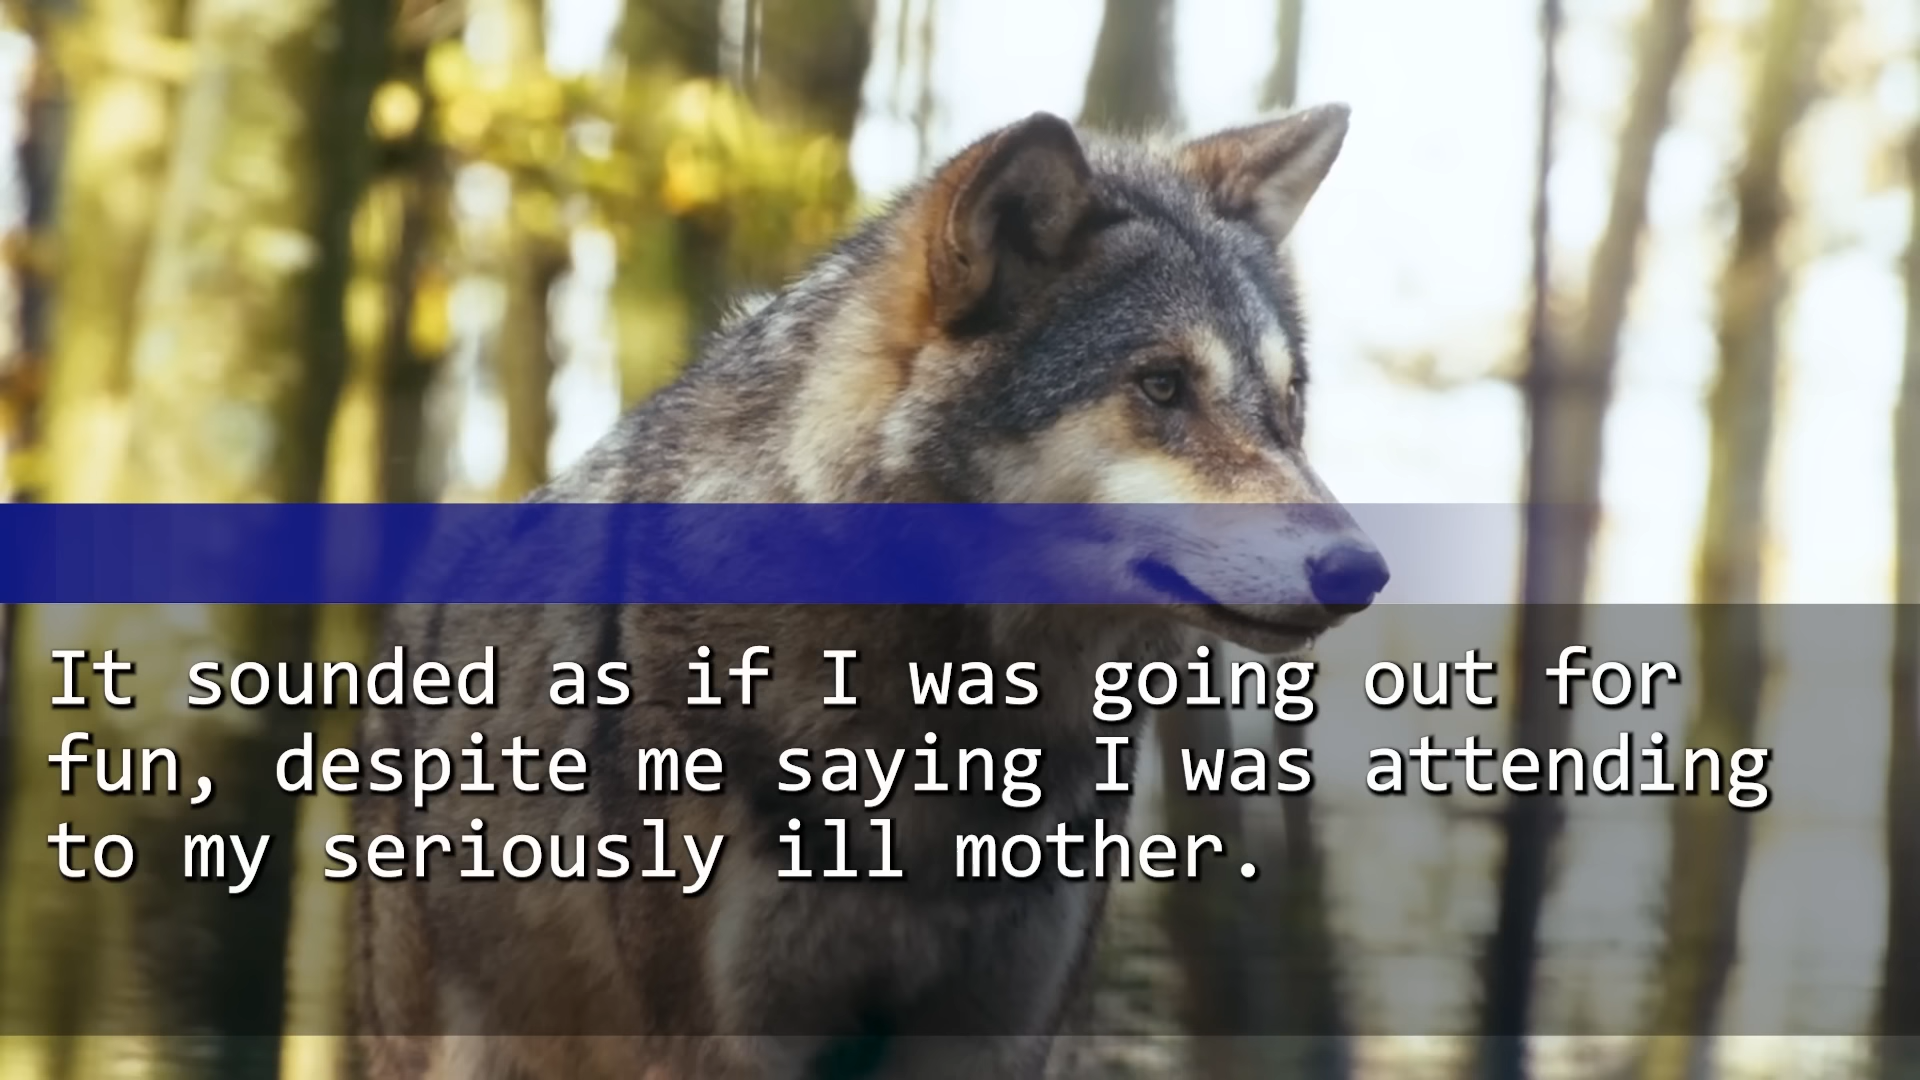 It sounded as if I was going out for
fun, despite me saying I was attending
to my seriously ill mother.